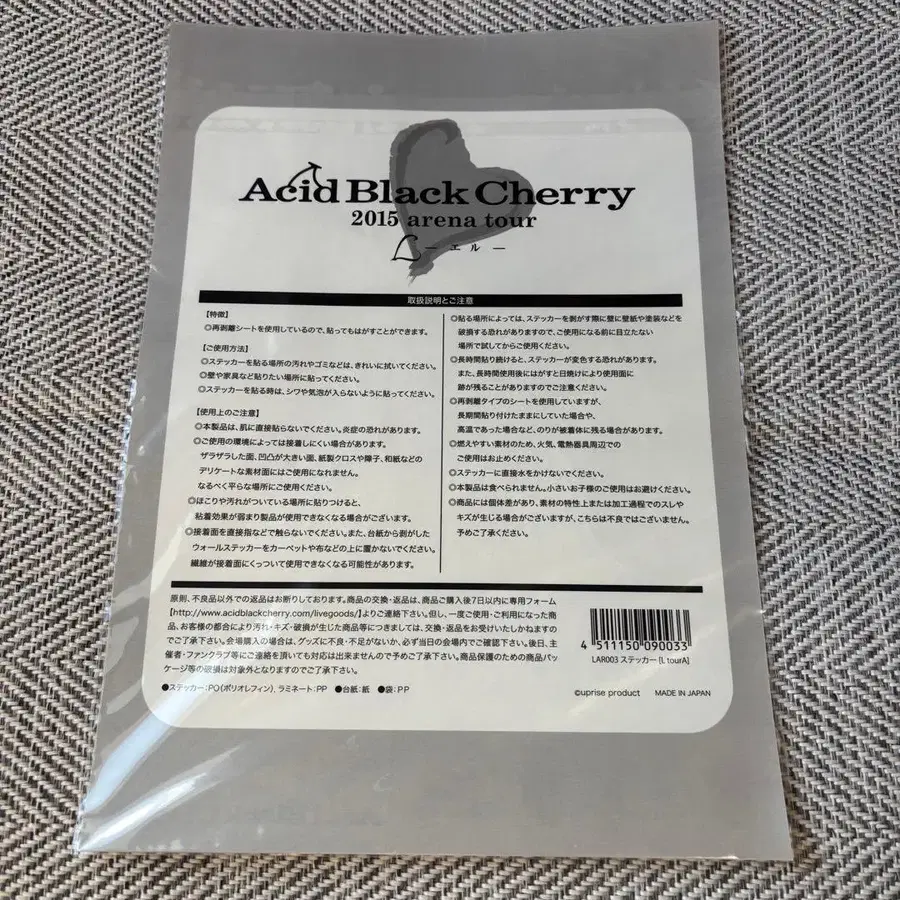 Acid Black Cherry
2015 arena tour
L ー エ ル ー
取扱説明とご注意
【特徴】
◎再剥離シートを使用しているので、貼ってもはがすことができます。
【ご使用方法】
◎ステッカーを貼る場所の汚れやゴミなどは、きれいに拭いてください。
◎壁や家具など貼りたい場所に貼ってください。
◎ステッカーを貼る時は、シワや気泡が入らないように貼ってください。
【使用上のご注意】
◎本製品は、肌に直接貼らないでください。炎症の恐れがあります。
◎ご使用の環境によっては接着しにくい場合があります。
ザラザラした面、凹凸が大きい面、紙製クロスや障子、和紙などの
デリケートな素材面にはご使用になれません。
なるべく平らな場所にご使用ください。
◎ほこりや汚れがついている場所に貼りつけると、
粘着効果が弱まり製品が使用できなくなる場合がございます。
◎接着面を直接指などで触らないでください。また、台紙から剥がした
ウォールステッカーをカーペットや布などの上に置かないでください。
繊維が接着面にくっついて使用できなくなる可能性があります。
◎貼る場所によっては、ステッカーを剥がす際に壁に壁紙や塗装などを
破損する恐れがありますので、ご使用になる前に目立たない
場所で試してからご使用ください。
◎長時間貼り続けると、ステッカーが変色する恐れがあります。
また、長時間使用後にはがすと日焼けにより使用面に
跡が残ることがありますのでご注意ください。
◎再剥離タイプのシートを使用していますが、
長期間貼り付けたままにしていた場合や、
高温であった場合など、のりが被着体に残る場合があります。
◎燃えやすい素材のため、火気、電熱器具周辺での
ご使用はお止めください。
◎ステッカーに直接水をかけないでください。
◎本製品は食べられません。小さいお子様のご使用はお避けください。
◎商品には個体差があり、素材の特性上または加工過程でのスレや
キズが生じる場合がございますが、こちらは不良ではございません。
予めご了承ください。
原則、不良品以外での返品はお断りしております。商品の交換・返品は、商品ご購入後7日以内に専用フォーム
【http://www.acidblackcherry.com/livegoods/】よりご連絡下さい。但し、一度ご使用・ご利用になった商
品、お客様の都合により汚れ・キズ・破損が生じた商品等につきましては、交換・返品をお受けいたしかねますの
でご了承下さい。会場購入の場合は、グッズに不良・不足がないか、必ず当日の会場内でご確認下さい。後日、主
催者・ファンクラブ等にご連絡を頂いても対応は出来ませんので予めご了承下さい。商品保護のための商品パッ
ケージ等の破損は対象外となりますのでご了承下さい。
●ステッカー：PO（ポリオレフィン）、ラミネート：PP ●台紙：紙 ●袋：PP
4 511150 090033
LAR003 ステッカー [L tourA]
©uprise product MADE IN JAPAN